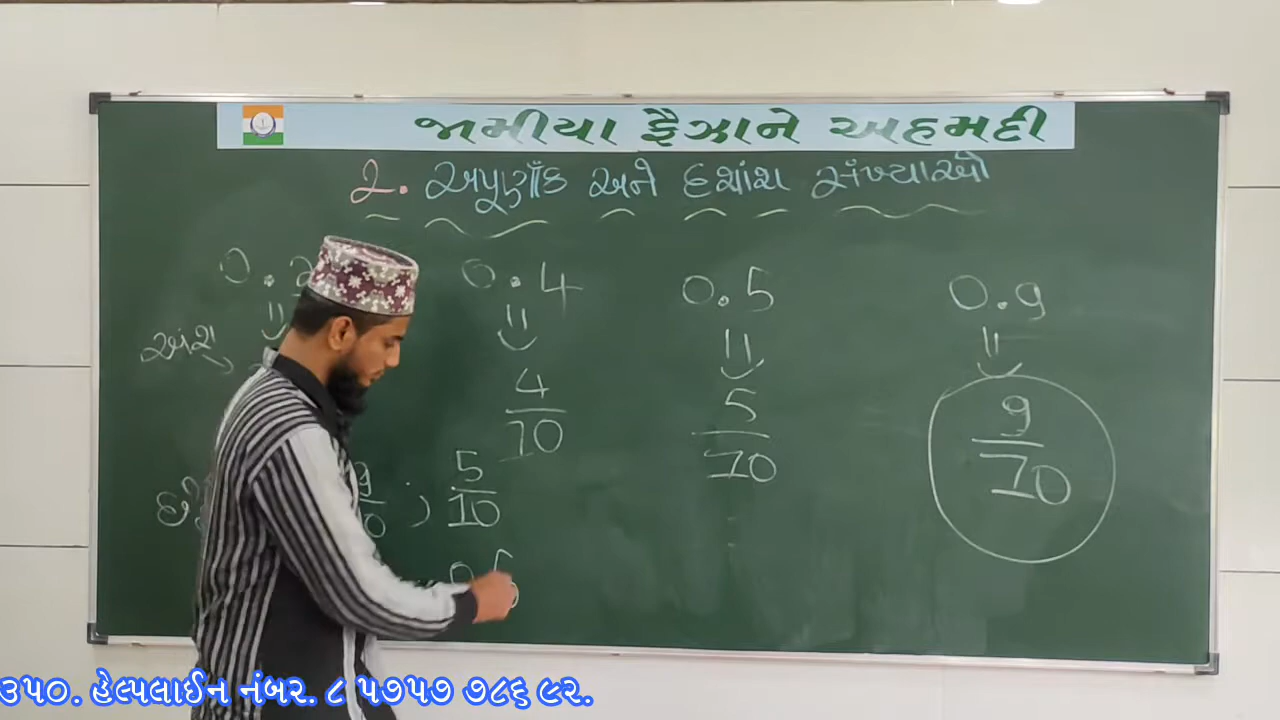 જામીયા ફૈઝાને અહમદી
2. અપૂર્ણાંક અને દશાંશ સંખ્યાઓ
0.4 0.5 0.9
અંશ
4/10 5/10 9/10
; 5/10
૩૫૦. હેલ્પલાઈન નંબર. ૮ ૫૭૫૭ ૭૮૬ ૯૨.